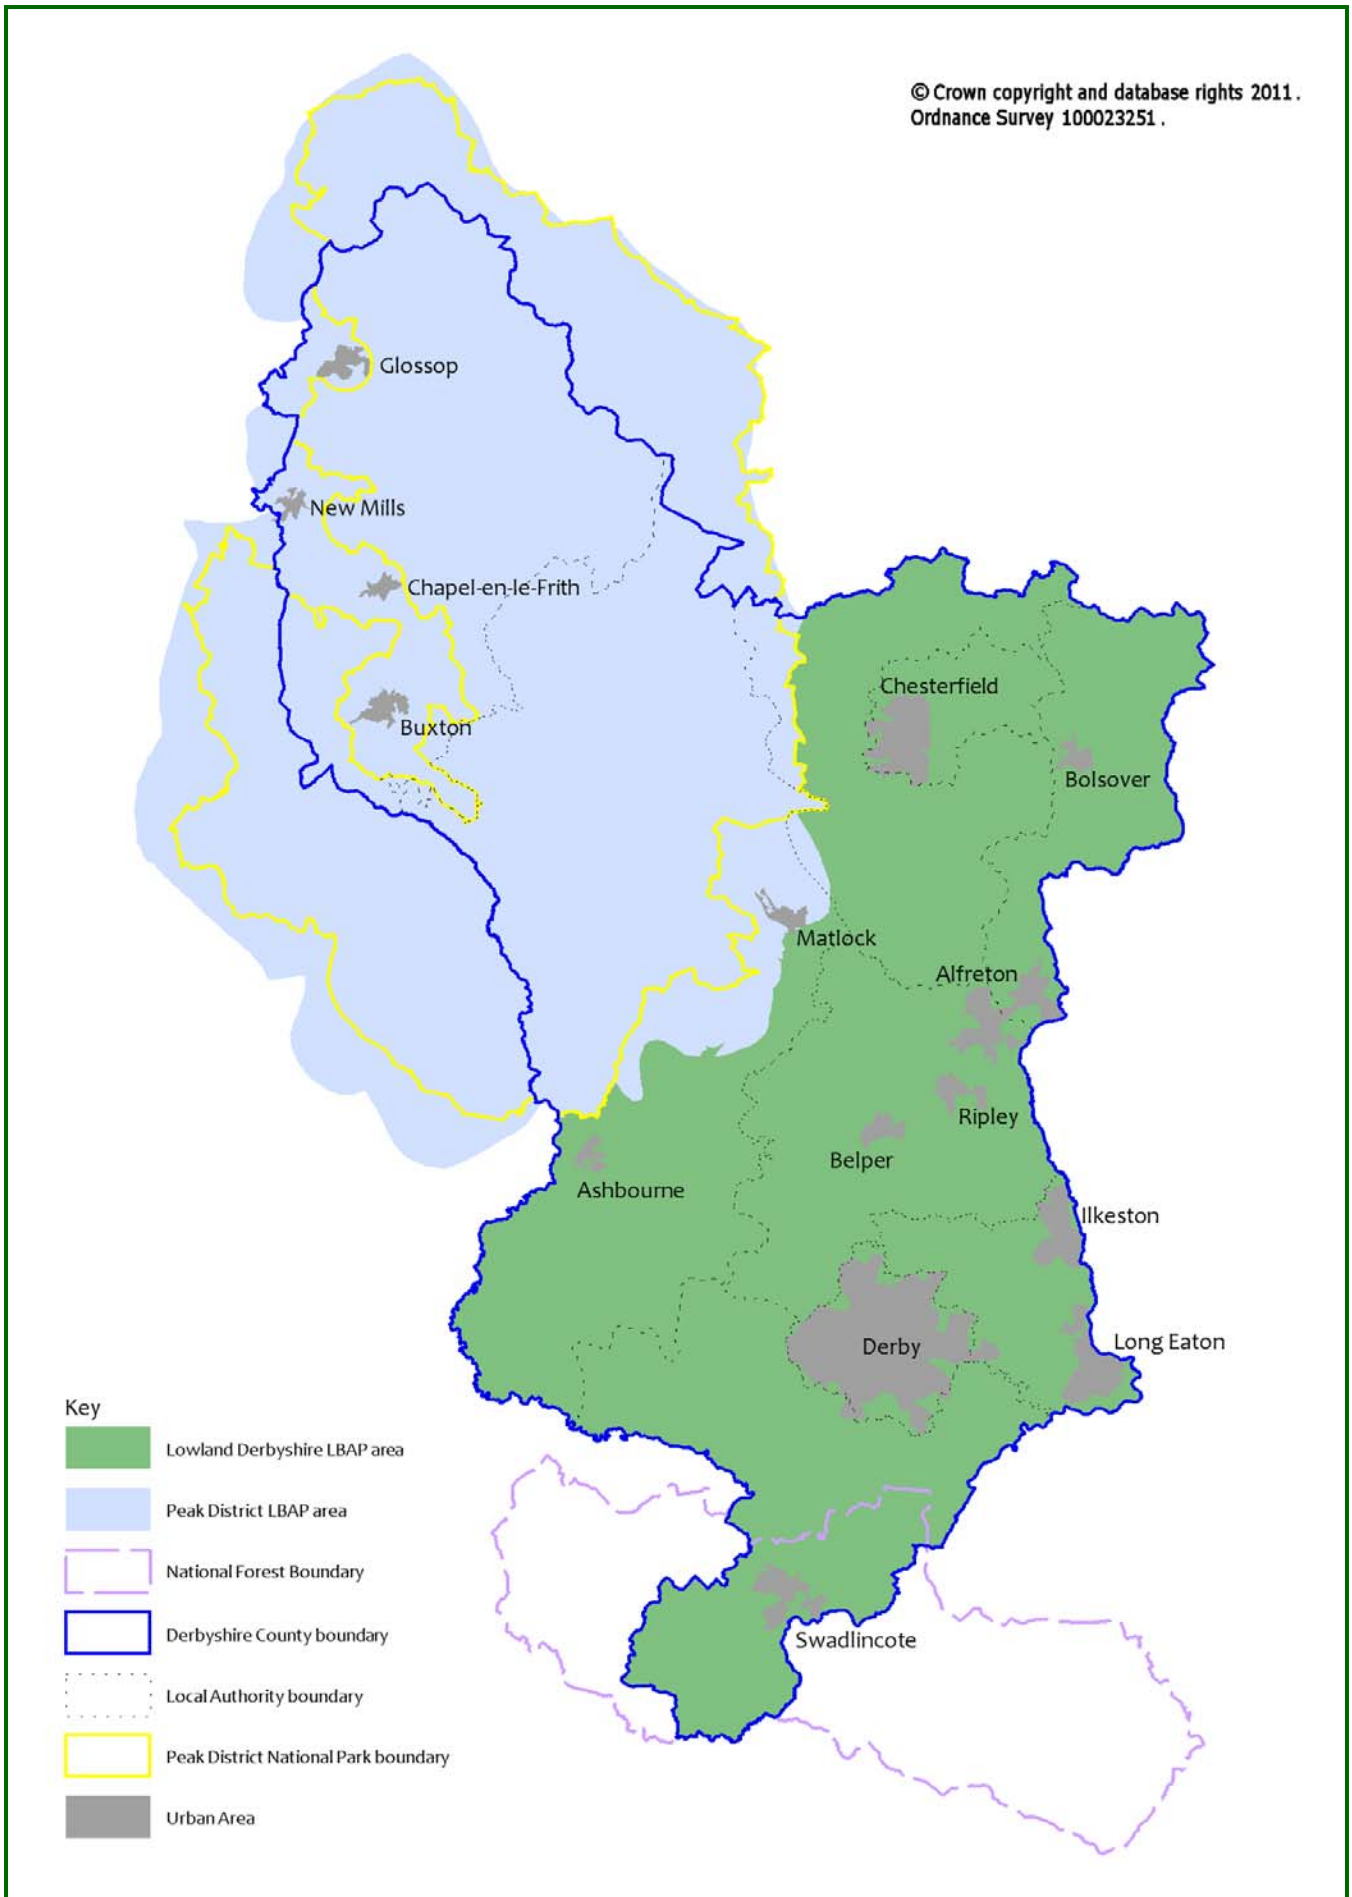 © Crown copyright and database rights 2011.
Ordnance Survey 100023251.
Glossop
New Mills
Chapel-en-le-Frith
Chesterfield
Buxton
Bolsover
Matlock
Alfreton
Ripley
Belper
Ashbourne
Ilkeston
Long Eaton
Derby
Key
Lowland Derbyshire LBAP area
Peak District LBAP area
National Forest Boundary
Derbyshire County boundary
Swadlincote
Local Authority boundary
Peak District National Park boundary
Urban Area